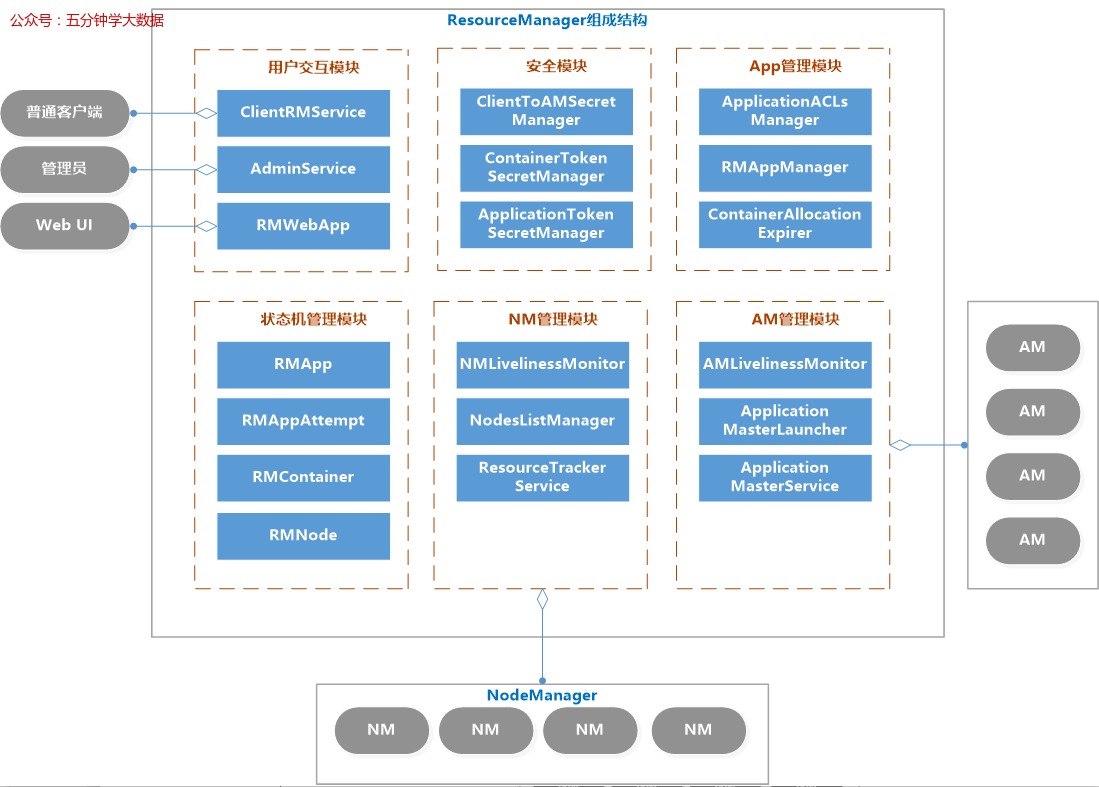 公众号：五分钟学大数据
ResourceManager组成结构
用户交互模块
ClientRMService
AdminService
RMWebApp
安全模块
ClientToAMSecret
Manager
ContainerToken
SecretManager
ApplicationToken
SecretManager
App管理模块
ApplicationACLs
Manager
RMAppManager
ContainerAllocation
Expirer
普通客户端
管理员
Web UI
状态机管理模块
RMApp
RMAppAttempt
RMContainer
RMNode
NM管理模块
NMLivelinessMonitor
NodesListManager
ResourceTracker
Service
AM管理模块
AMLivelinessMonitor
Application
MasterLauncher
Application
MasterService
AM
AM
AM
AM
NodeManager
NM
NM
NM
NM